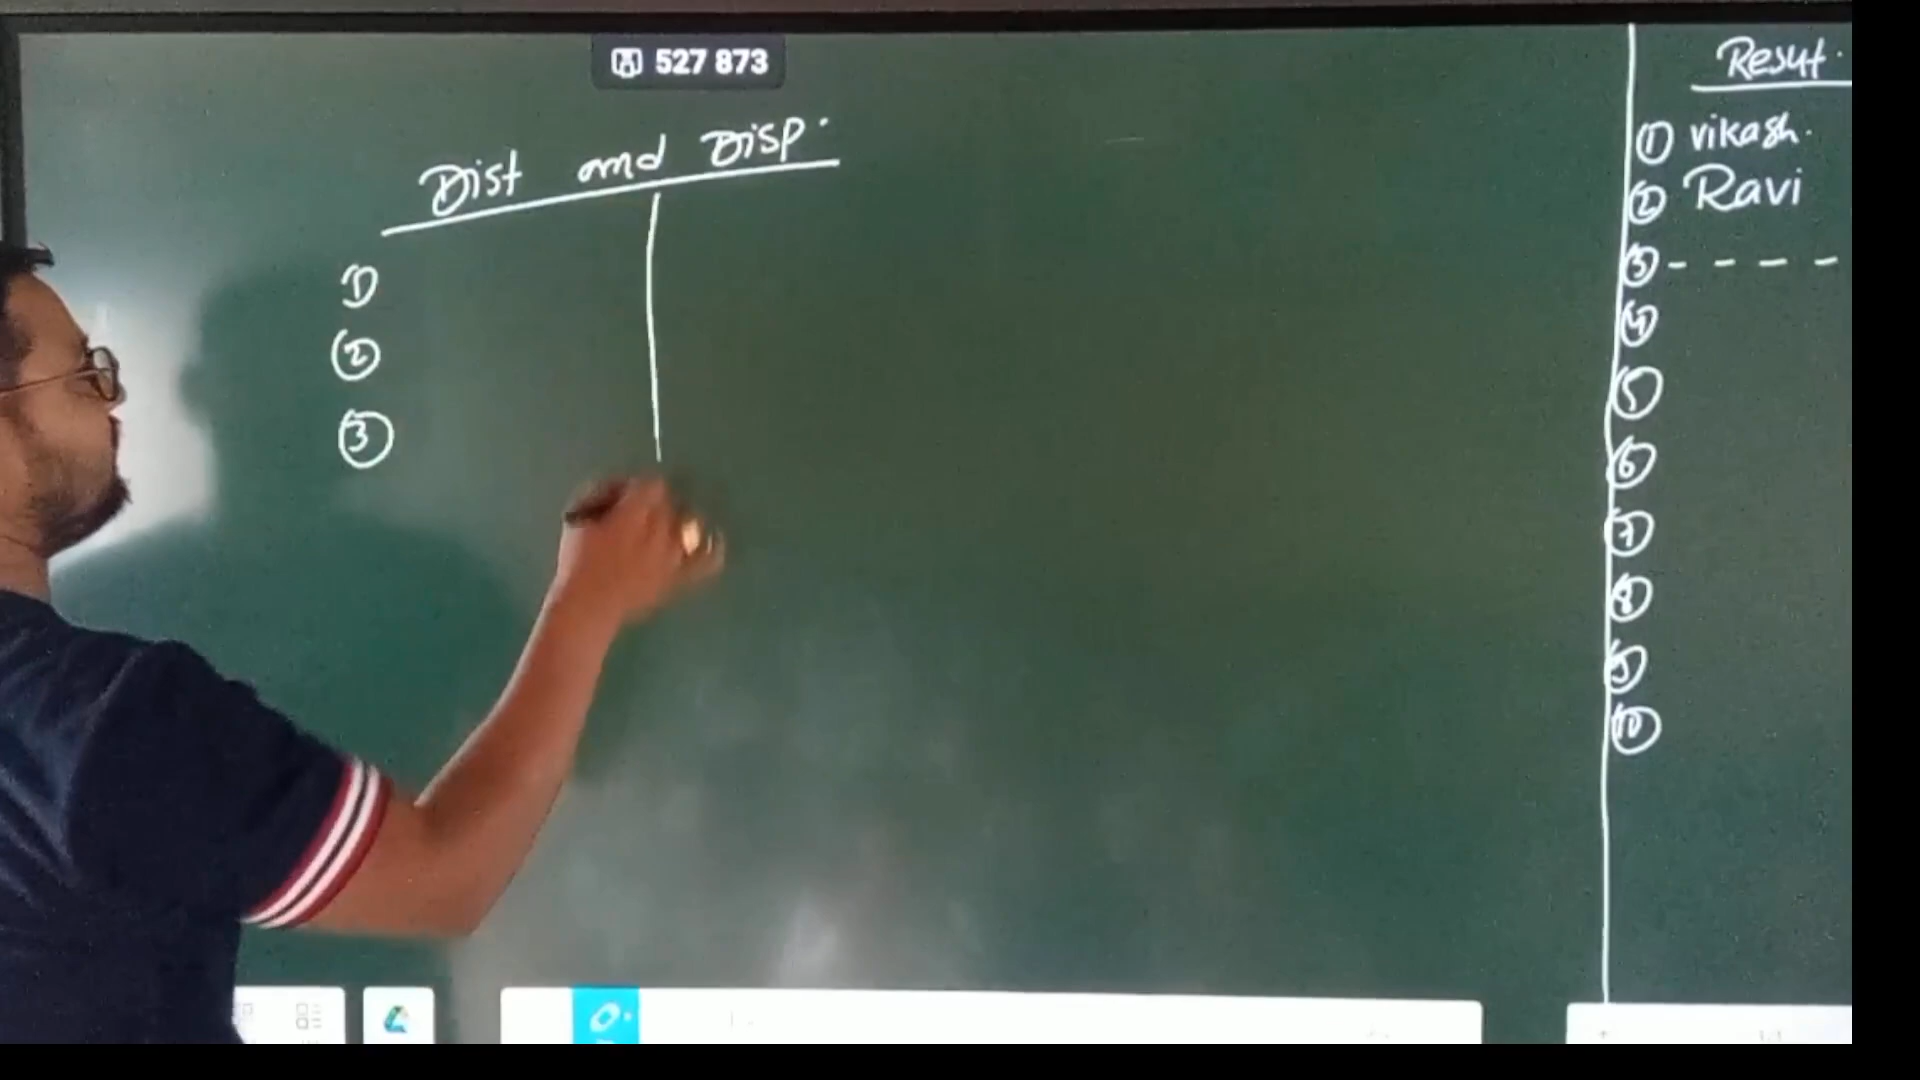 527 873
Dist and Disp.
①
②
③
Result.
① vikash.
② Ravi
③ - - - -
④
⑤
⑥
⑦
⑧
⑨
⑩